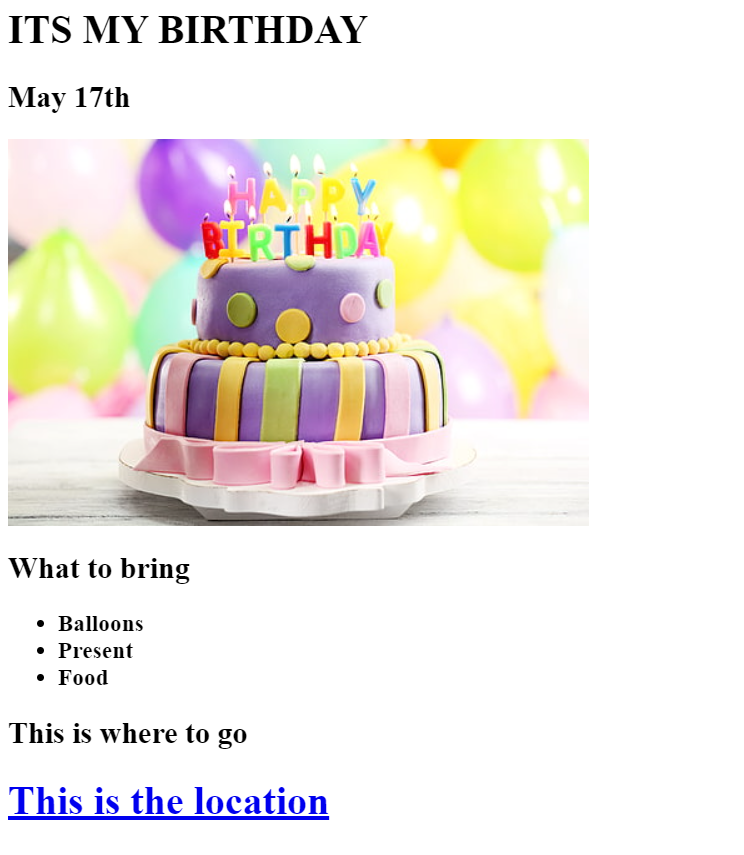 ITS MY BIRTHDAY
May 17th
HAPPY
BIRTHDAY
What to bring
Balloons
Present
Food
This is where to go
This is the location